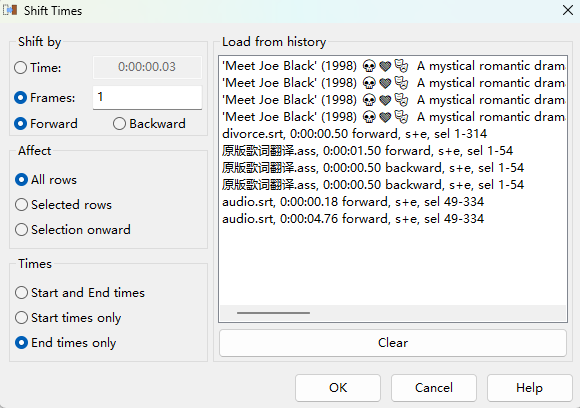 Shift Times
Shift by
Time:
0:00:00.03
Frames:
1
Forward
Backward
Affect
All rows
Selected rows
Selection onward
Times
Start and End times
Start times only
End times only
Load from history
'Meet Joe Black' (1998) 💀💜🎭 A mystical romantic drama
'Meet Joe Black' (1998) 💀💜🎭 A mystical romantic drama
'Meet Joe Black' (1998) 💀💜🎭 A mystical romantic drama
'Meet Joe Black' (1998) 💀💜🎭 A mystical romantic drama
divorce.srt, 0:00:00.50 forward, s+e, sel 1-314
原版歌词翻译.ass, 0:00:01.50 forward, s+e, sel 1-54
原版歌词翻译.ass, 0:00:00.50 backward, s+e, sel 1-54
原版歌词翻译.ass, 0:00:00.50 backward, s+e, sel 1-54
audio.srt, 0:00:00.18 forward, s+e, sel 49-334
audio.srt, 0:00:04.76 forward, s+e, sel 49-334
Clear
OK
Cancel
Help